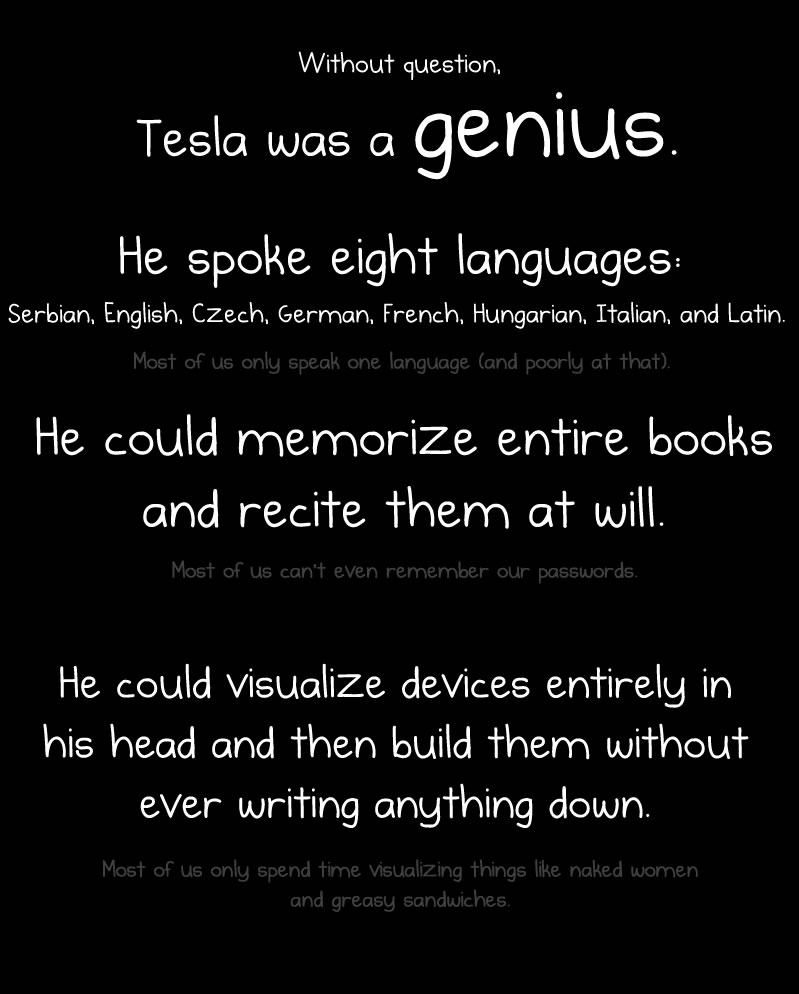 Without question,
Tesla was a genius.
He spoke eight languages:
Serbian, English, Czech, German, French, Hungarian, Italian, and Latin.
Most of us only speak one language (and poorly at that).
He could memorize entire books
and recite them at will.
Most of us can't even remember our passwords.
He could visualize devices entirely in
his head and then build them without
ever writing anything down.
Most of us only spend time visualizing things like naked women
and greasy sandwiches.